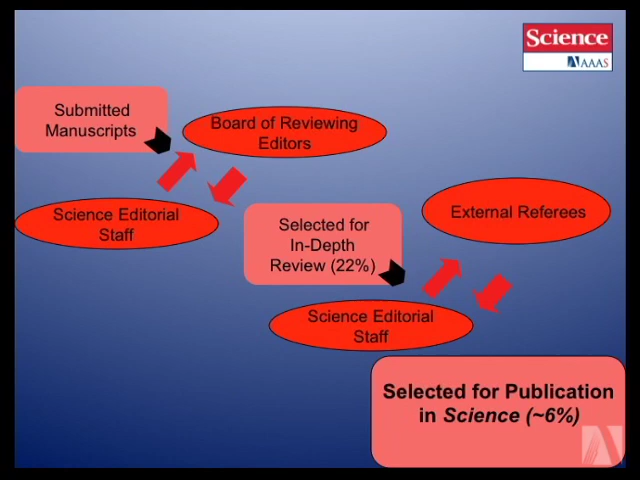 Science
AAAS
Submitted
Manuscripts
Board of Reviewing
Editors
Science Editorial
Staff
Selected for
In-Depth
Review (22%)
External Referees
Science Editorial
Staff
Selected for Publication
in Science (~6%)